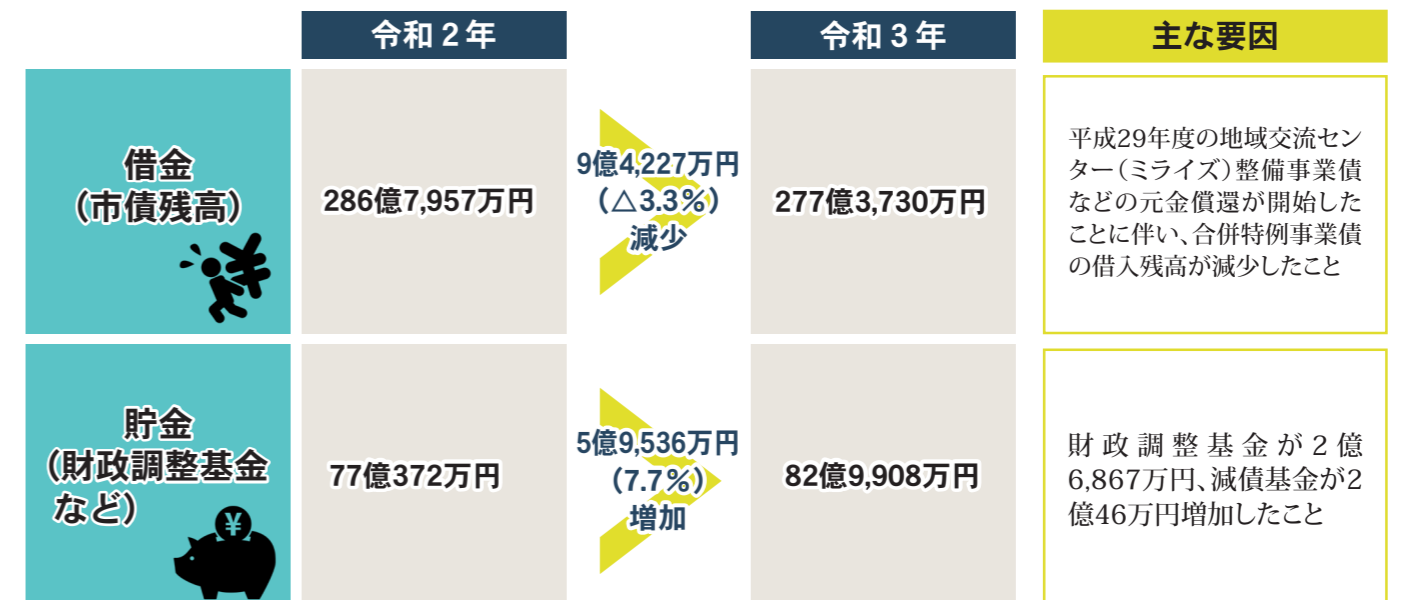 令和２年
令和３年
主な要因
借金
（市債残高）
286億7,957万円
9億4,227万円
（△3.3％）
減少
277億3,730万円
平成29年度の地域交流セン
ター（ミライズ）整備事業債
などの元金償還が開始した
ことに伴い、合併特例事業債
の借入残高が減少したこと
貯金
（財政調整基金
など）
¥
77億372万円
5億9,536万円
（7.7％）
増加
82億9,908万円
財政調整基金が２億
6,867万円、減債基金が２
億46万円増加したこと